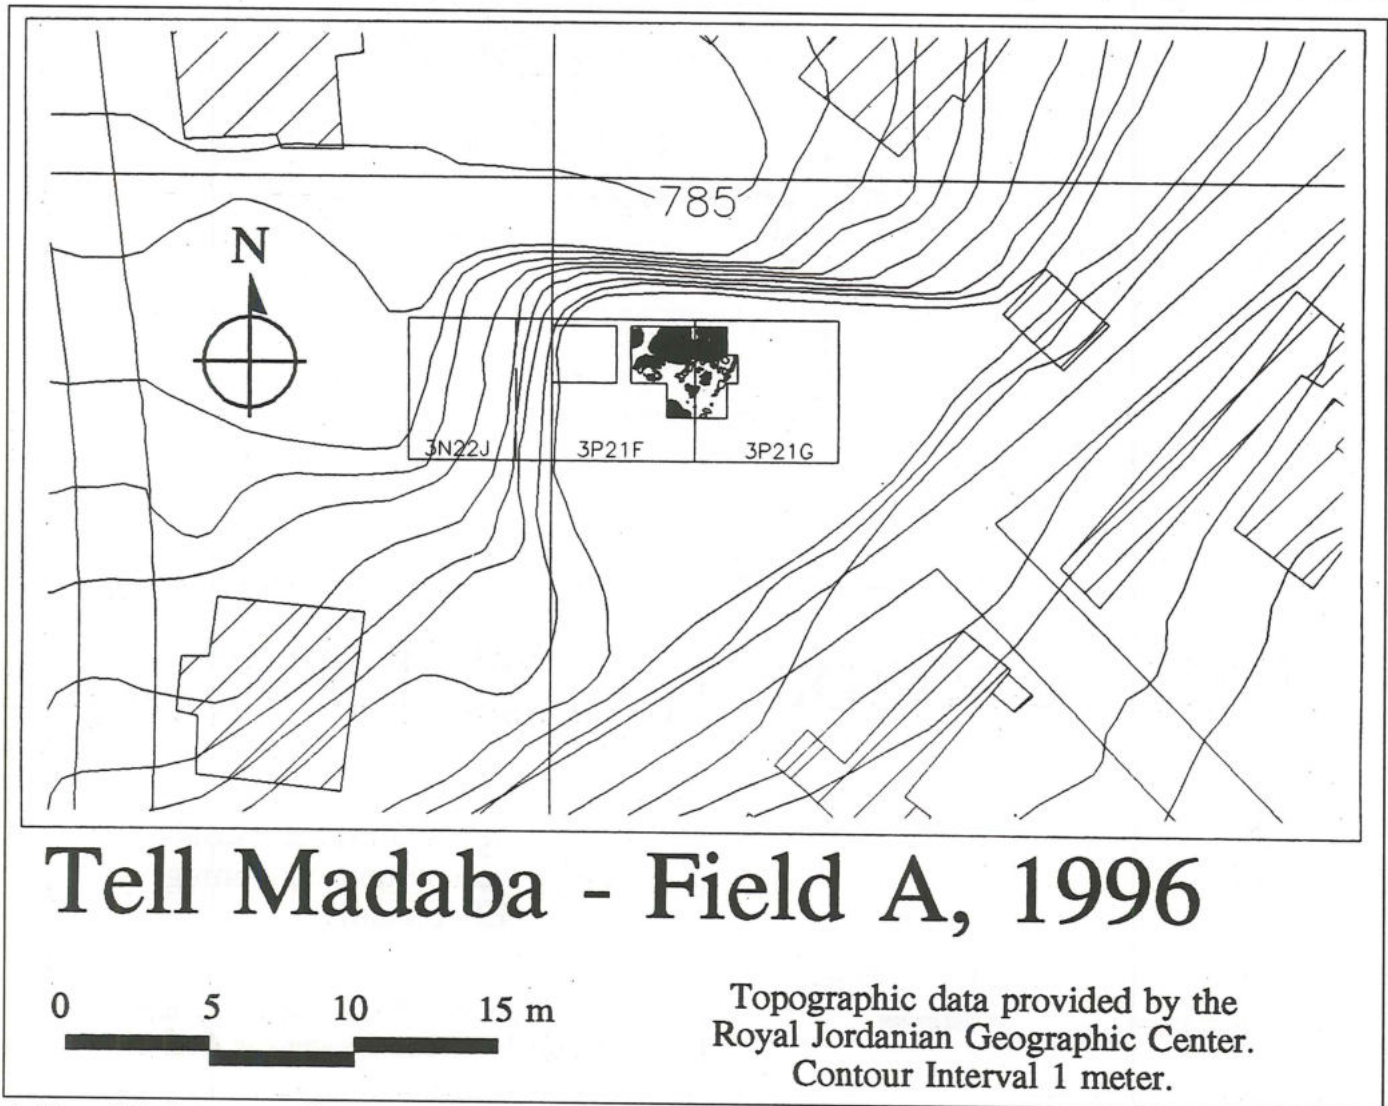 785
N
3N22J 3P21F 3P21G
Tell Madaba - Field A, 1996
0 5 10 15 m
Topographic data provided by the
Royal Jordanian Geographic Center.
Contour Interval 1 meter.